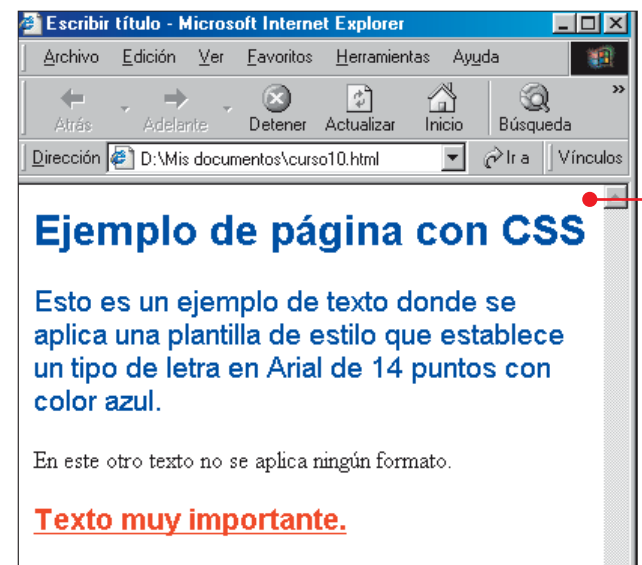 Escribir título - Microsoft Internet Explorer
Archivo Edición Ver Favoritos Herramientas Ayuda
»
Atrás Adelante Detener Actualizar Inicio Búsqueda
Dirección D:\Mis documentos\curso10.html Ir a Vínculos
Ejemplo de página con CSS
Esto es un ejemplo de texto donde se
aplica una plantilla de estilo que establece
un tipo de letra en Arial de 14 puntos con
color azul.
En este otro texto no se aplica ningún formato.
Texto muy importante.